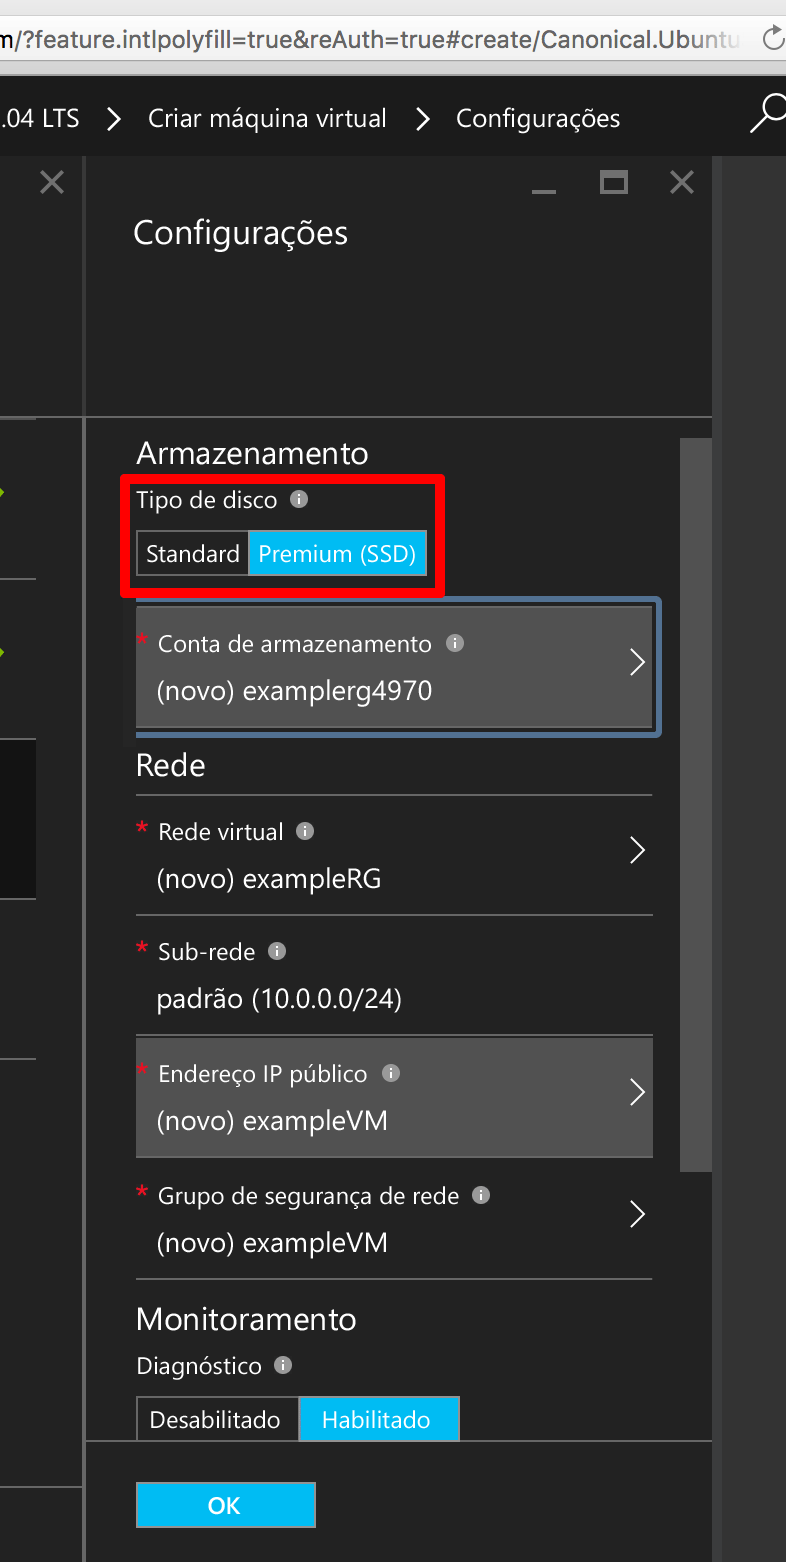 m/?feature.intlpolyfill=true&reAuth=true#create/Canonical.Ubuntu
.04 LTS > Criar máquina virtual > Configurações
Configurações
Armazenamento
Tipo de disco
Standard Premium (SSD)
* Conta de armazenamento
(novo) examplerg4970
Rede
* Rede virtual
(novo) exampleRG
* Sub-rede
padrão (10.0.0.0/24)
* Endereço IP público
(novo) exampleVM
* Grupo de segurança de rede
(novo) exampleVM
Monitoramento
Diagnóstico
Desabilitado Habilitado
OK